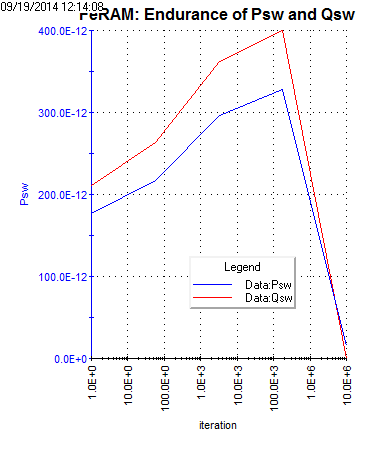 09/19/2014 12:14:08
FeRAM: Endurance of Psw and Qsw
400.0E-12
300.0E-12
200.0E-12
100.0E-12
0.0E+0
Psw
Legend
Data:Psw
Data:Qsw
1.0E+0
10.0E+0
100.0E+0
1.0E+3
10.0E+3
100.0E+3
1.0E+6
10.0E+6
iteration